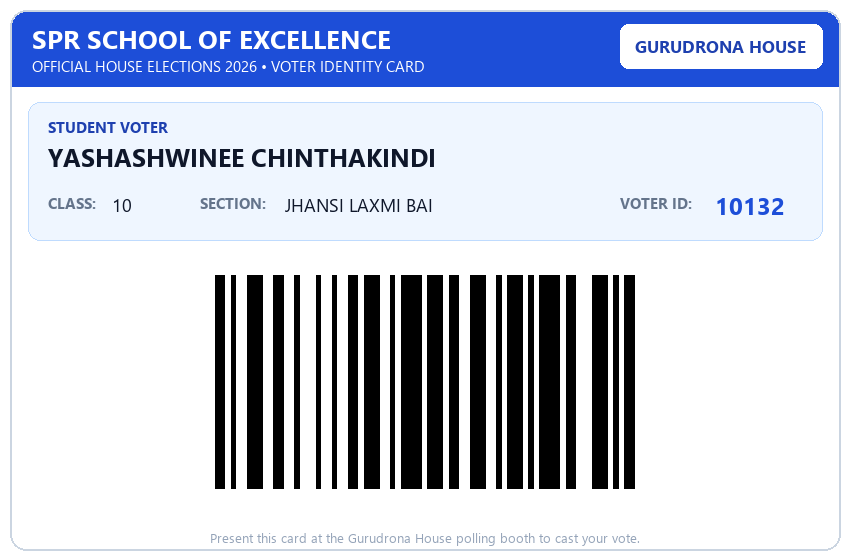 SPR SCHOOL OF EXCELLENCE
OFFICIAL HOUSE ELECTIONS 2026 • VOTER IDENTITY CARD
GURUDRONA HOUSE
STUDENT VOTER
YASHASHWINEE CHINTHAKINDI
CLASS: 10 SECTION: JHANSI LAXMI BAI VOTER ID: 10132
Present this card at the Gurudrona House polling booth to cast your vote.